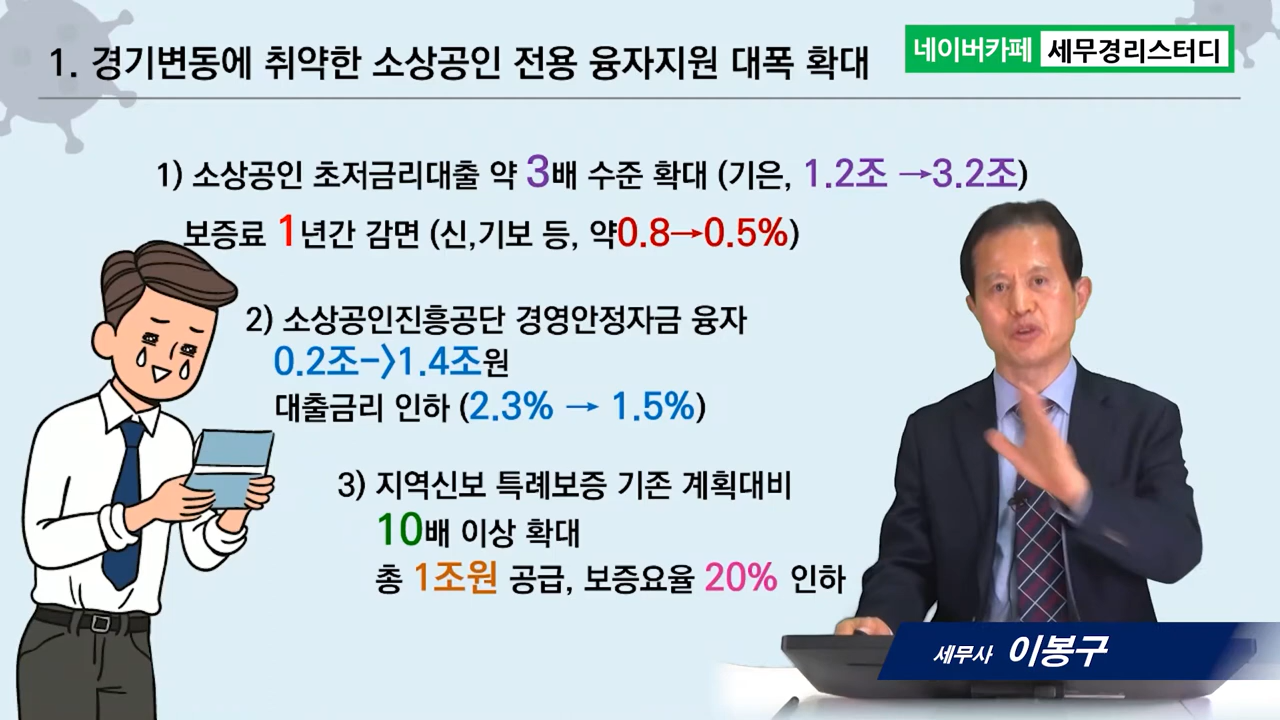 1. 경기변동에 취약한 소상공인 전용 융자지원 대폭 확대
네이버카페 세무경리스터디
1) 소상공인 초저금리대출 약 3배 수준 확대 (기은, 1.2조 →3.2조)
보증료 1년간 감면 (신,기보 등, 약0.8→0.5%)
2) 소상공인진흥공단 경영안정자금 융자
0.2조->1.4조원
대출금리 인하 (2.3% → 1.5%)
3) 지역신보 특례보증 기존 계획대비
10배 이상 확대
총 1조원 공급, 보증요율 20% 인하
세무사 이봉구